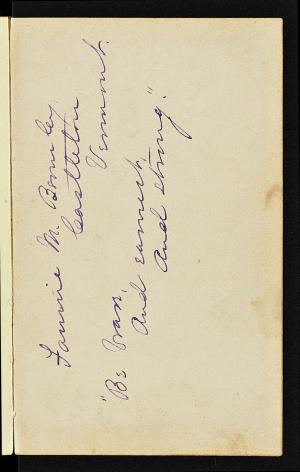 Fannie M. Bromley,
Castleton
Vermont.
"Be brave,
And earnest,
And strong."